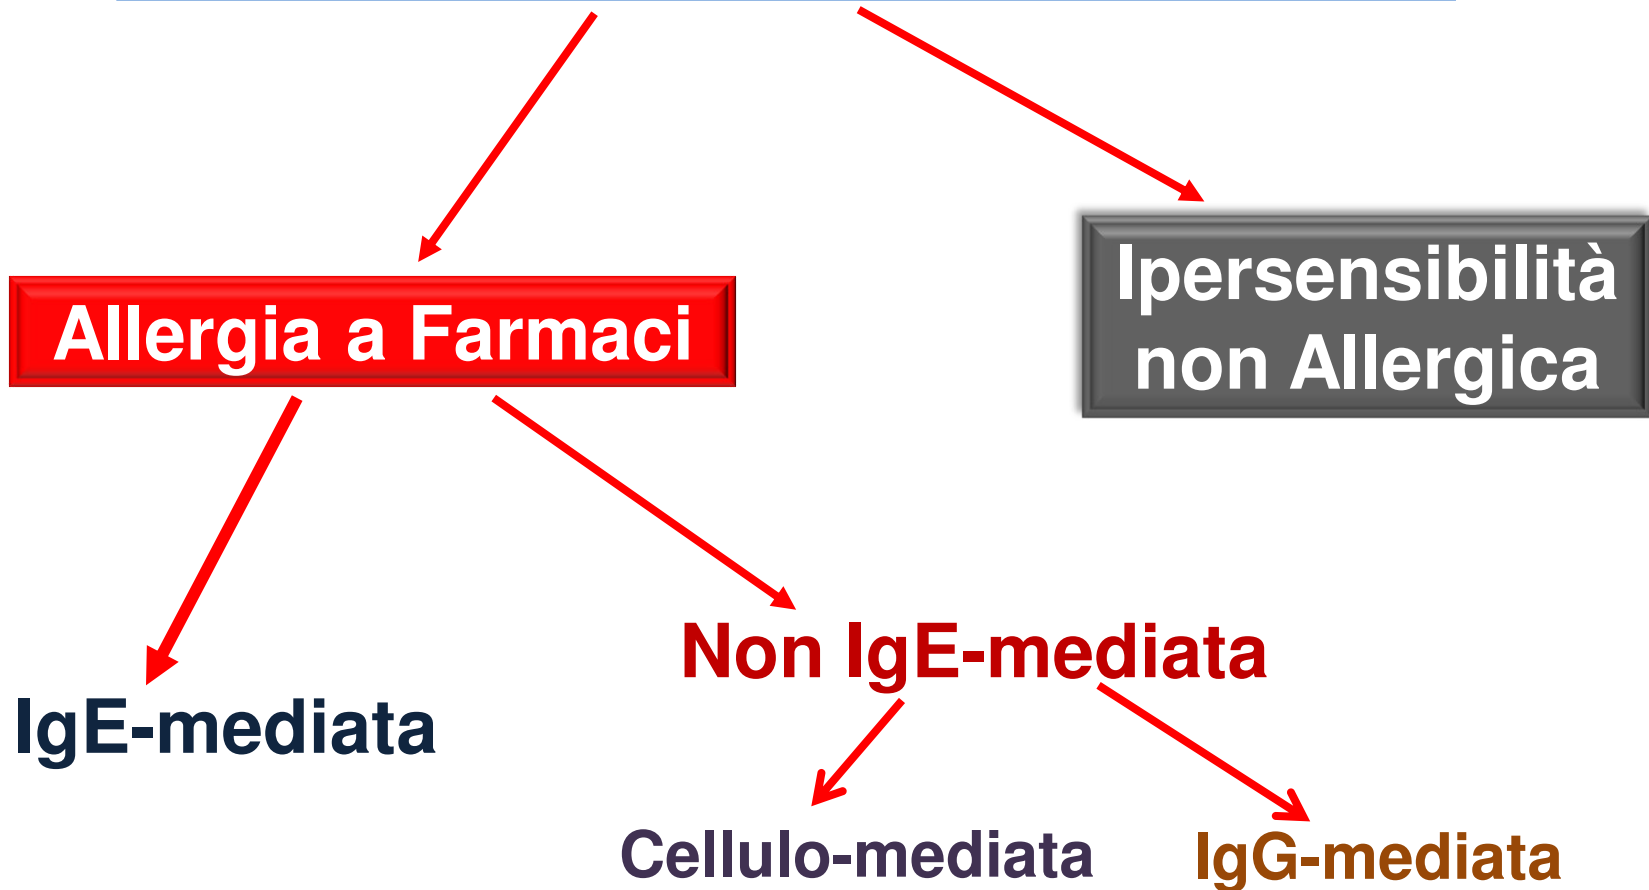 Ipersensibilità
non Allergica
Allergia a Farmaci
Non IgE-mediata
IgE-mediata
Cellulo-mediata
IgG-mediata